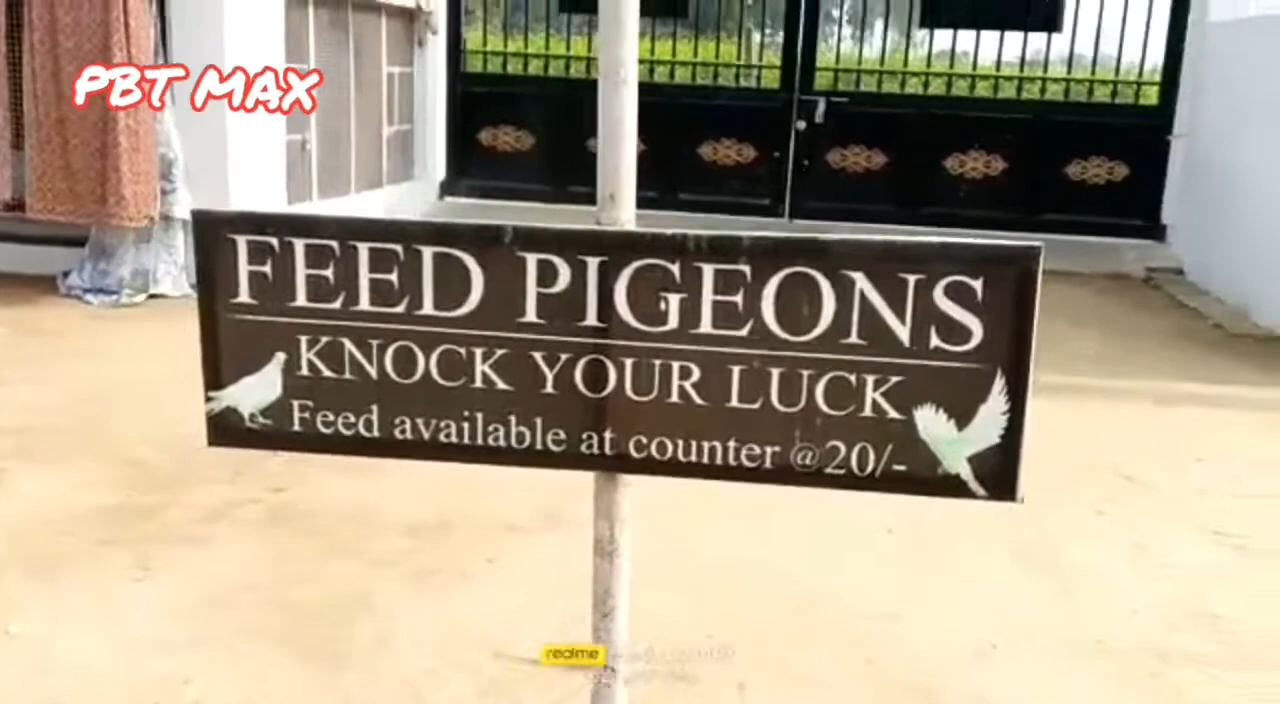 PBT MAX
FEED PIGEONS
KNOCK YOUR LUCK
Feed available at counter @20/-
realme